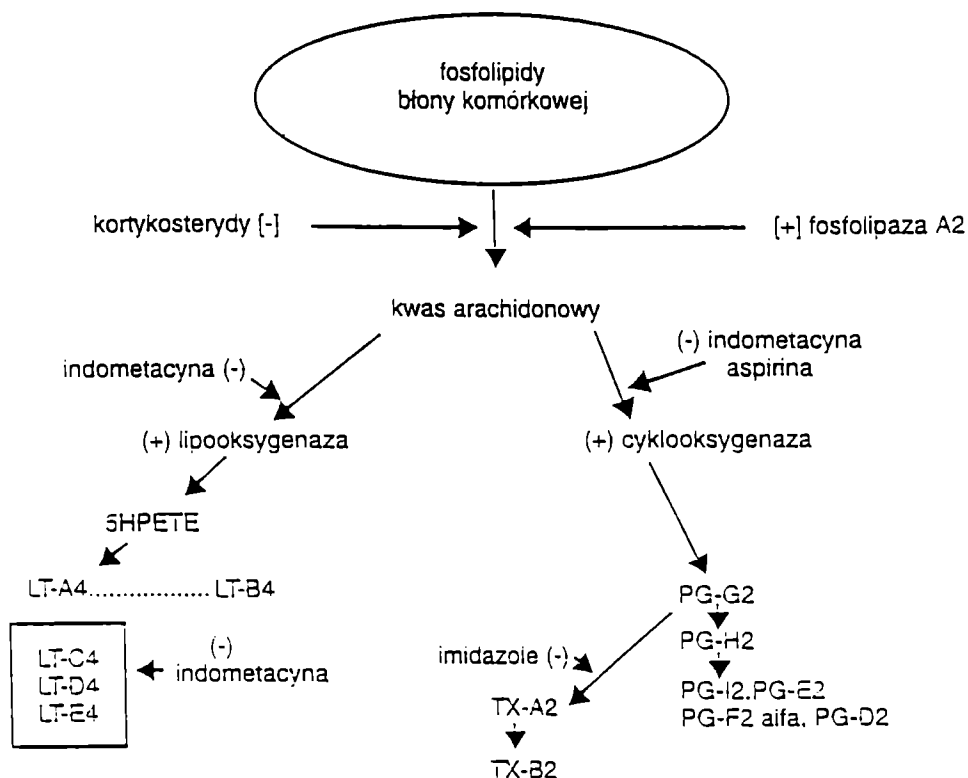 fosfolipidy
błony komórkowej
kortykosterydy [-]
[+] fosfolipaza A2
kwas arachidonowy
indometacyna (-)
(-) indometacyna
aspirina
(+) lipooksygenaza
(+) cyklooksygenaza
5HPETE
LT-A4.................. LT-B4
PG-G2
LT-C4
LT-D4
LT-E4
(-)
indometacyna
imidazole (-)
PG-H2
PG-I2.PG-E2
PG-F2 alfa, PG-D2
TX-A2
TX-B2